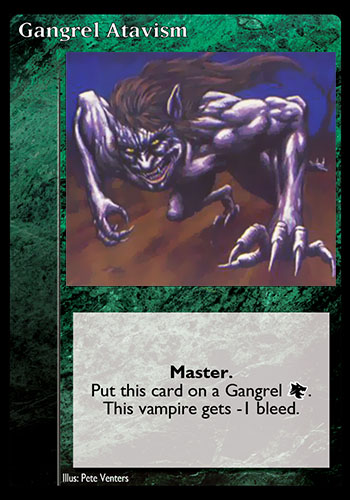 Gangrel Atavism
Master.
Put this card on a Gangrel .
This vampire gets -1 bleed.
Illus: Pete Venters